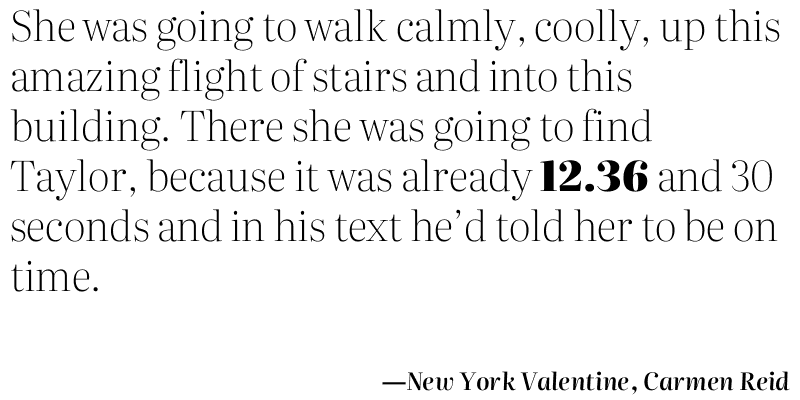 She was going to walk calmly, coolly, up this
amazing flight of stairs and into this
building. There she was going to find
Taylor, because it was already 12.36 and 30
seconds and in his text he’d told her to be on
time.
—New York Valentine, Carmen Reid